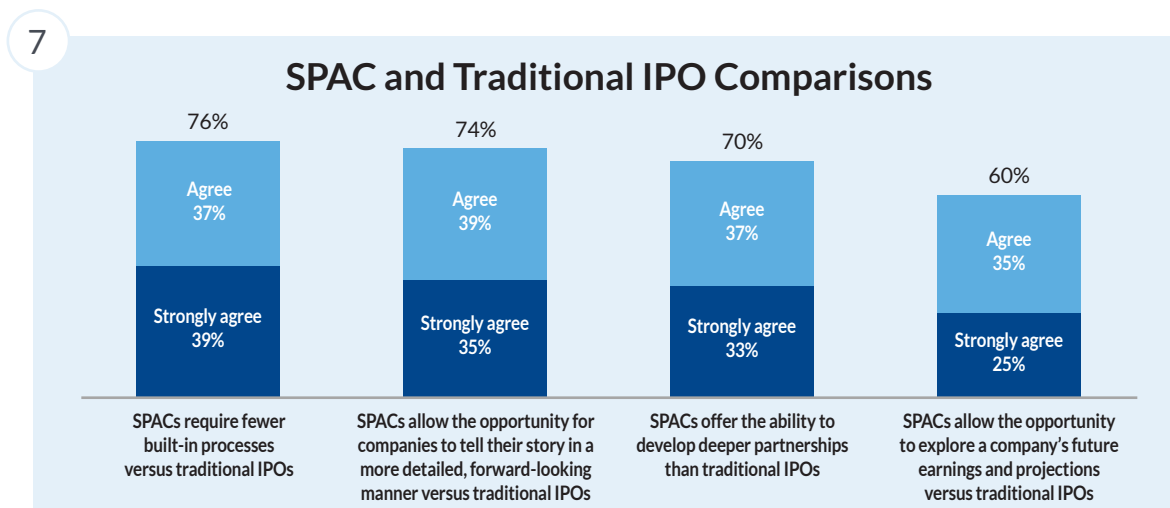 7
SPAC and Traditional IPO Comparisons
76%
Agree
37%
Strongly agree
39%
SPACs require fewer
built-in processes
versus traditional IPOs
74%
Agree
39%
Strongly agree
35%
SPACs allow the opportunity for
companies to tell their story in a
more detailed, forward-looking
manner versus traditional IPOs
70%
Agree
37%
Strongly agree
33%
SPACs offer the ability to
develop deeper partnerships
than traditional IPOs
60%
Agree
35%
Strongly agree
25%
SPACs allow the opportunity
to explore a company’s future
earnings and projections
versus traditional IPOs